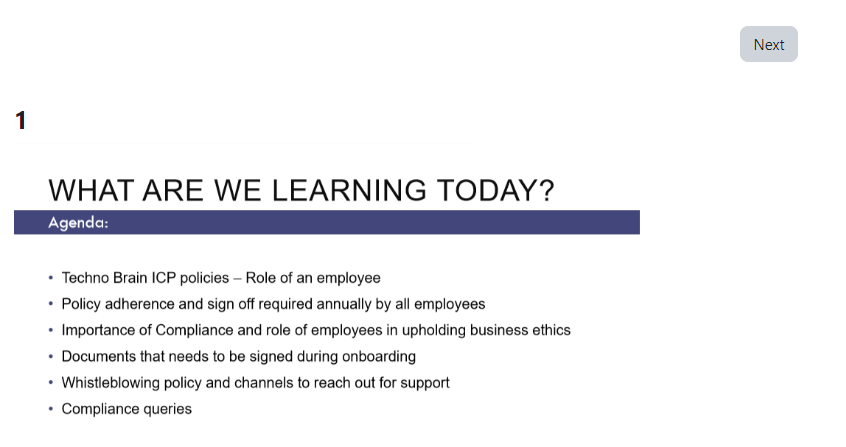 Next
1
WHAT ARE WE LEARNING TODAY?
Agenda:
• Techno Brain ICP policies – Role of an employee
• Policy adherence and sign off required annually by all employees
• Importance of Compliance and role of employees in upholding business ethics
• Documents that needs to be signed during onboarding
• Whistleblowing policy and channels to reach out for support
• Compliance queries